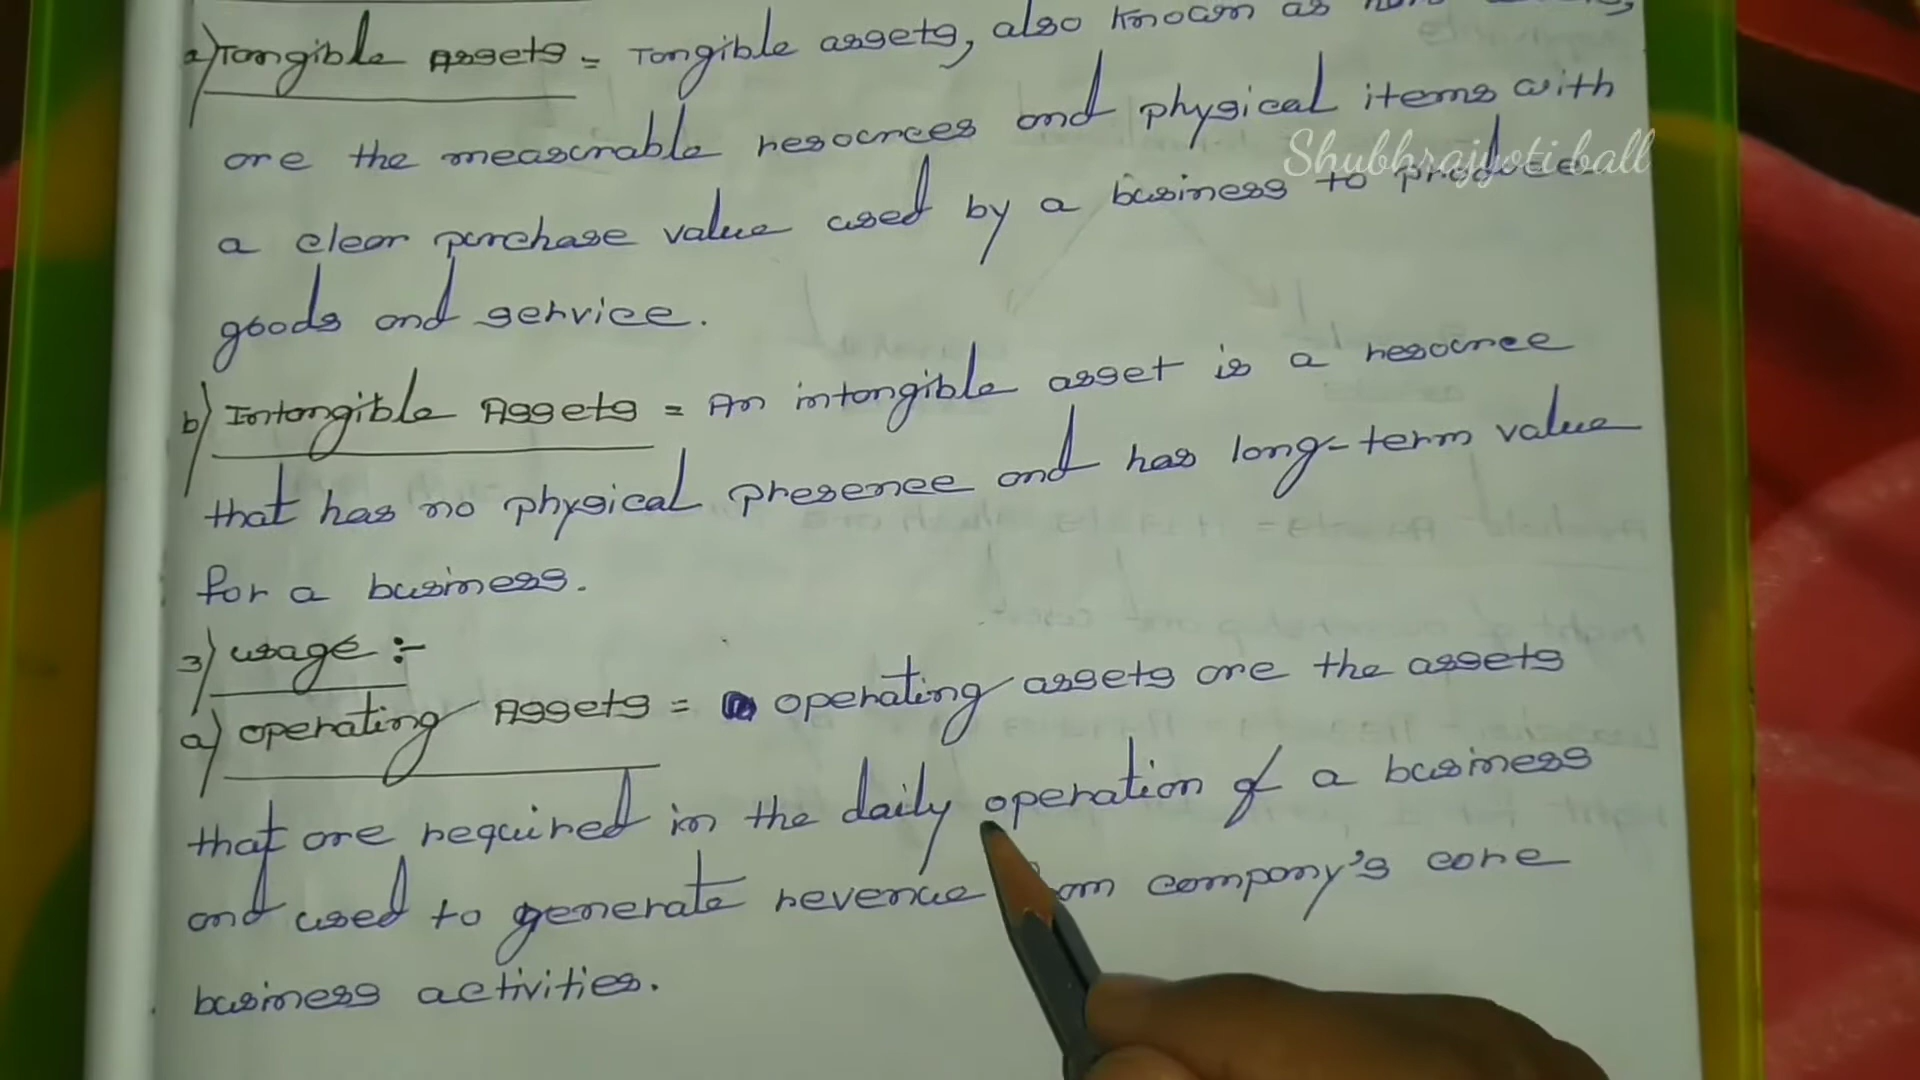 a) Tangible Assets = Tangible assets, also known as
are the measurable resources and physical items with
Shubhrajyoti ball
a clear purchase value used by a business to produce
goods and service.
b) Intangible Assets = An intangible asset is a resource
that has no physical presence and has long-term value
for a business.
3) usage :-
a) operating Assets = operating assets are the assets
that are required in the daily operation of a business
and used to generate revenue company's core
business activities.